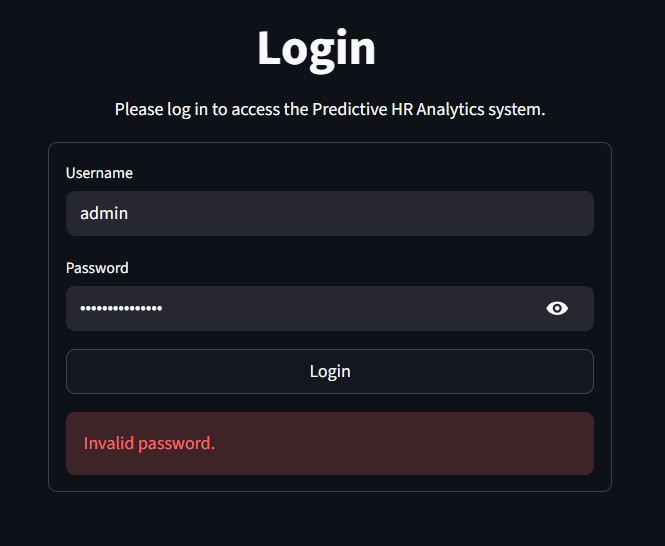 Login
Please log in to access the Predictive HR Analytics system.
Username
admin
Password
•••••••••••••••
Login
Invalid password.